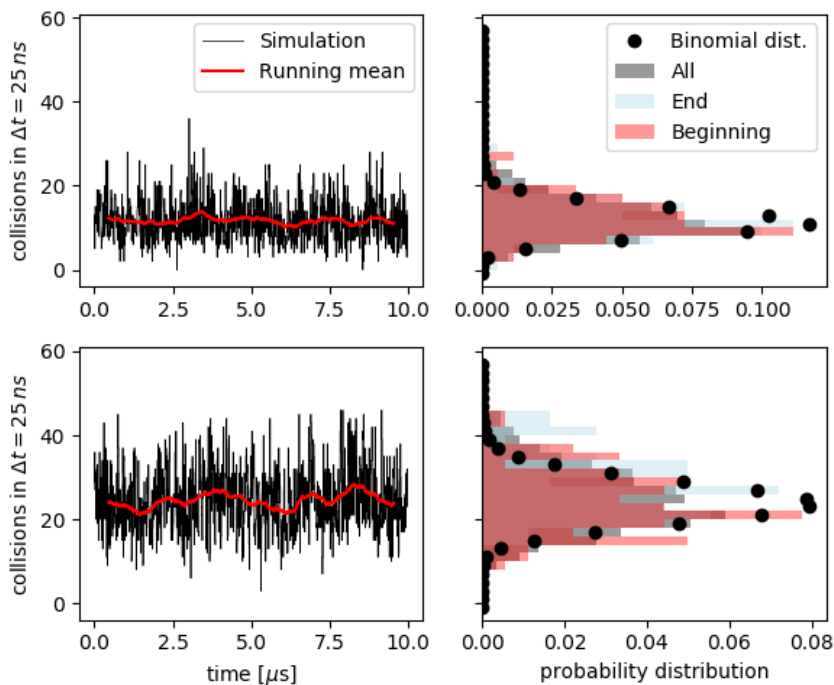 60
40
20
0
collisions in Δt = 25 ns
Simulation
Running mean
0.0 2.5 5.0 7.5 10.0
Binomial dist.
All
End
Beginning
0.000 0.025 0.050 0.075 0.100
60
40
20
0
collisions in Δt = 25 ns
0.0 2.5 5.0 7.5 10.0
time [μs]
0.00 0.02 0.04 0.06 0.08
probability distribution